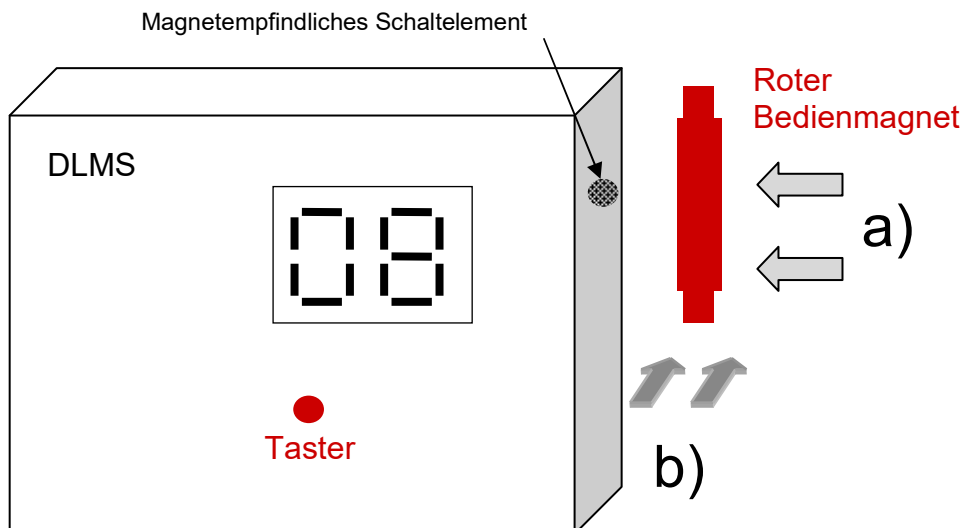 Magnetempfindliches Schaltelement
Roter
Bedienmagnet
DLMS
08
a)
Taster
b)